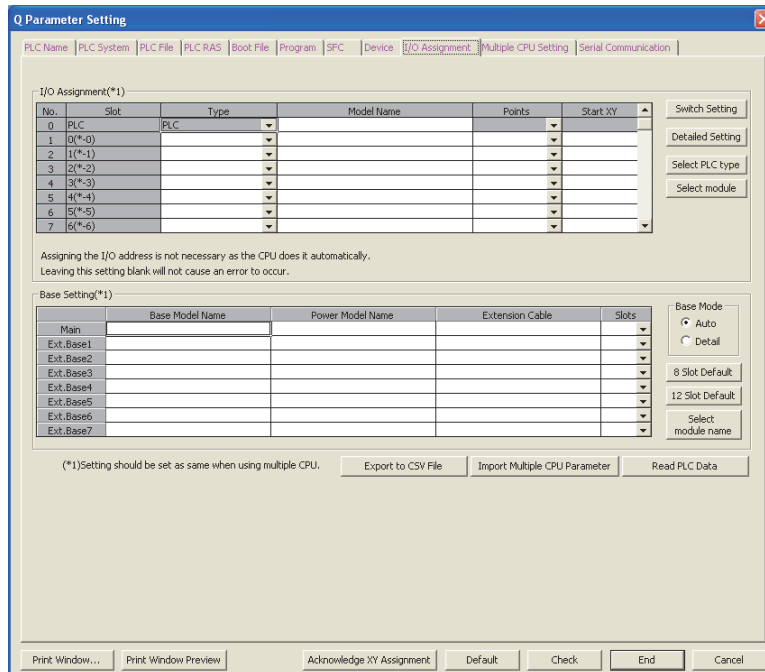 Q Parameter Setting
PLC Name PLC System PLC File PLC RAS Boot File Program SFC Device I/O Assignment Multiple CPU Setting Serial Communication
I/O Assignment(*1)
No. Slot Type Model Name Points Start XY
0 PLC PLC
1 0(*-0)
2 1(*-1)
3 2(*-2)
4 3(*-3)
5 4(*-4)
6 5(*-5)
7 6(*-6)
Switch Setting
Detailed Setting
Select PLC type
Select module
Assigning the I/O address is not necessary as the CPU does it automatically.
Leaving this setting blank will not cause an error to occur.
Base Setting(*1)
Base Model Name Power Model Name Extension Cable Slots
Main
Ext.Base1
Ext.Base2
Ext.Base3
Ext.Base4
Ext.Base5
Ext.Base6
Ext.Base7
Base Mode
Auto
Detail
8 Slot Default
12 Slot Default
Select
module name
(*1)Setting should be set as same when using multiple CPU. Export to CSV File Import Multiple CPU Parameter Read PLC Data
Print Window... Print Window Preview Acknowledge XY Assignment Default Check End Cancel